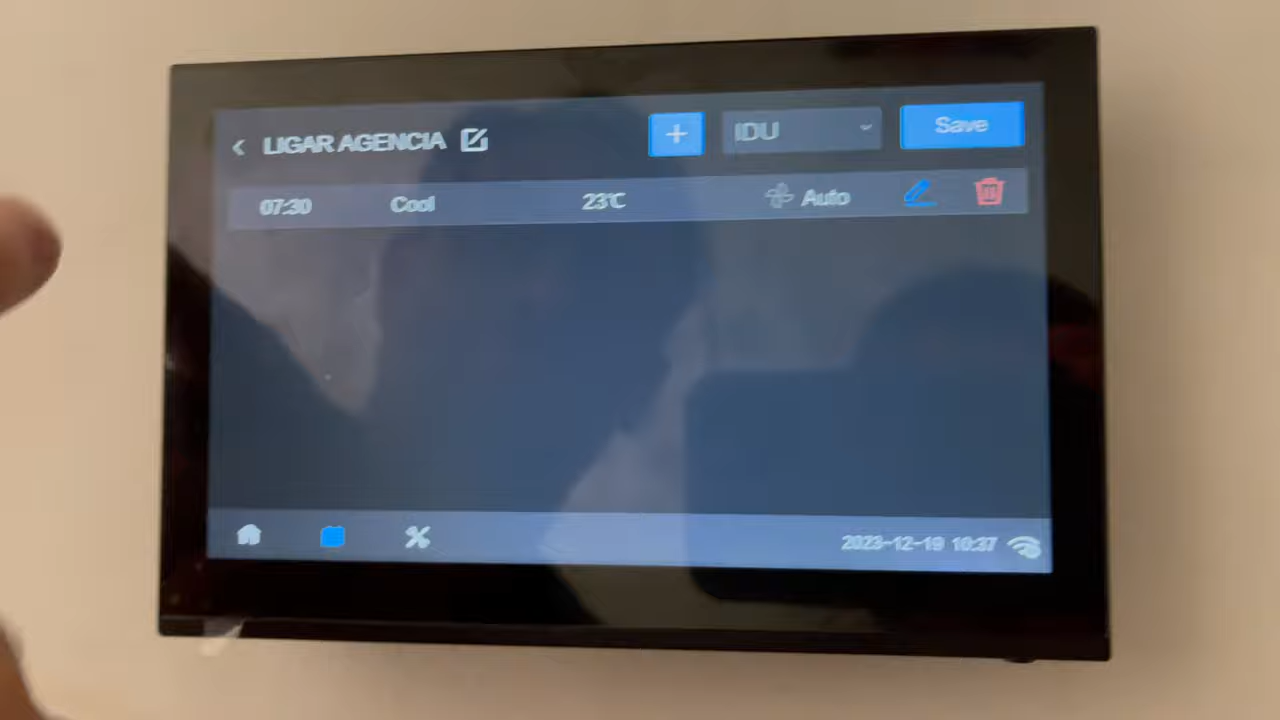 LIGAR AGENCIA
+
IDU
Save
07:30 Cool 23℃ Auto
2023-12-19 10:37